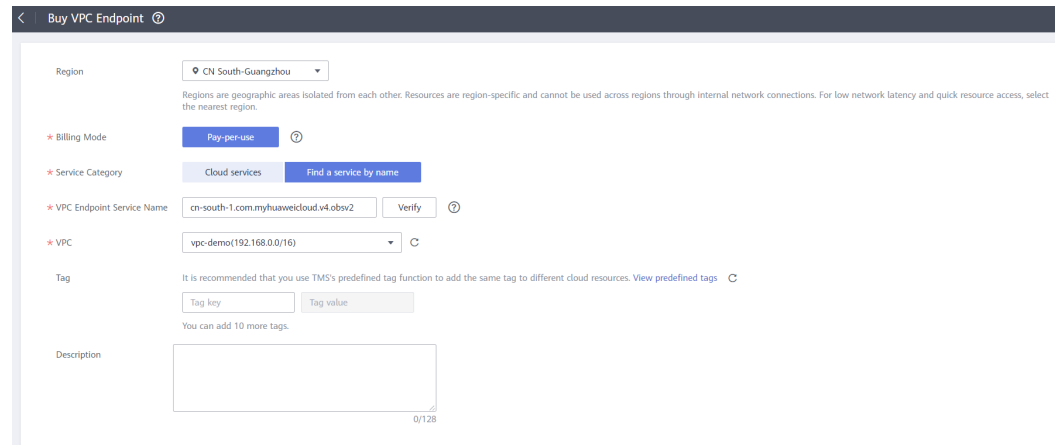 Buy VPC Endpoint ?
Region
CN South-Guangzhou
Regions are geographic areas isolated from each other. Resources are region-specific and cannot be used across regions through internal network connections. For low network latency and quick resource access, select
the nearest region.
* Billing Mode
Pay-per-use
?
* Service Category
Cloud services
Find a service by name
* VPC Endpoint Service Name
cn-south-1.com.myhuaweicloud.v4.obsv2
Verify
?
* VPC
vpc-demo(192.168.0.0/16)
Tag
It is recommended that you use TMS's predefined tag function to add the same tag to different cloud resources. View predefined tags
Tag key
Tag value
You can add 10 more tags.
Description
0/128